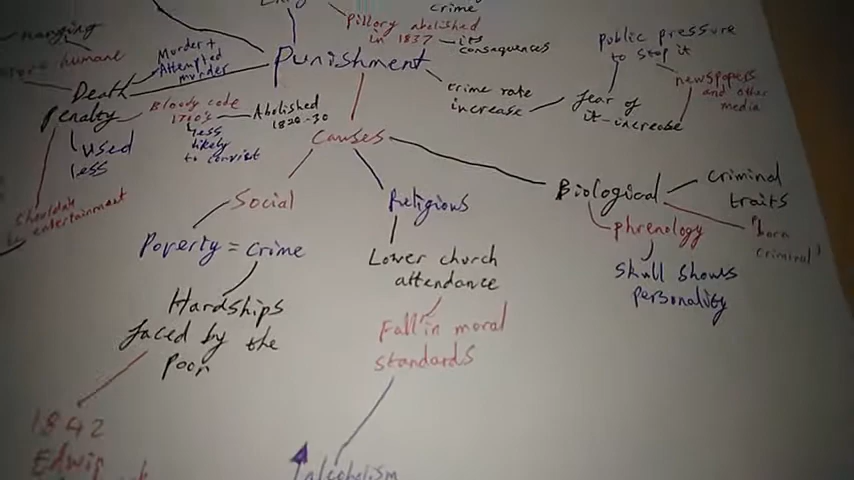 crime
Pillory abolished
in 1837
its
consequences
Public pressure
to stop it
hanging
humane
Murder +
Attempted
murder
Punishment
newspapers
and other
media
Death
Penalty
Bloody code
1700's
Abolished
1820-30
crime rate
increase
fear of
it-increase
less
likely
to convict
used
less
Causes
entertainment
Social
Religious
Biological
criminal
traits
phrenology
"born
criminal"
Poverty = crime
Lower church
attendance
Skull shows
personality
Hardships
faced by the
Poor
Fall in moral
standards
1842
Edwin
alcoholism